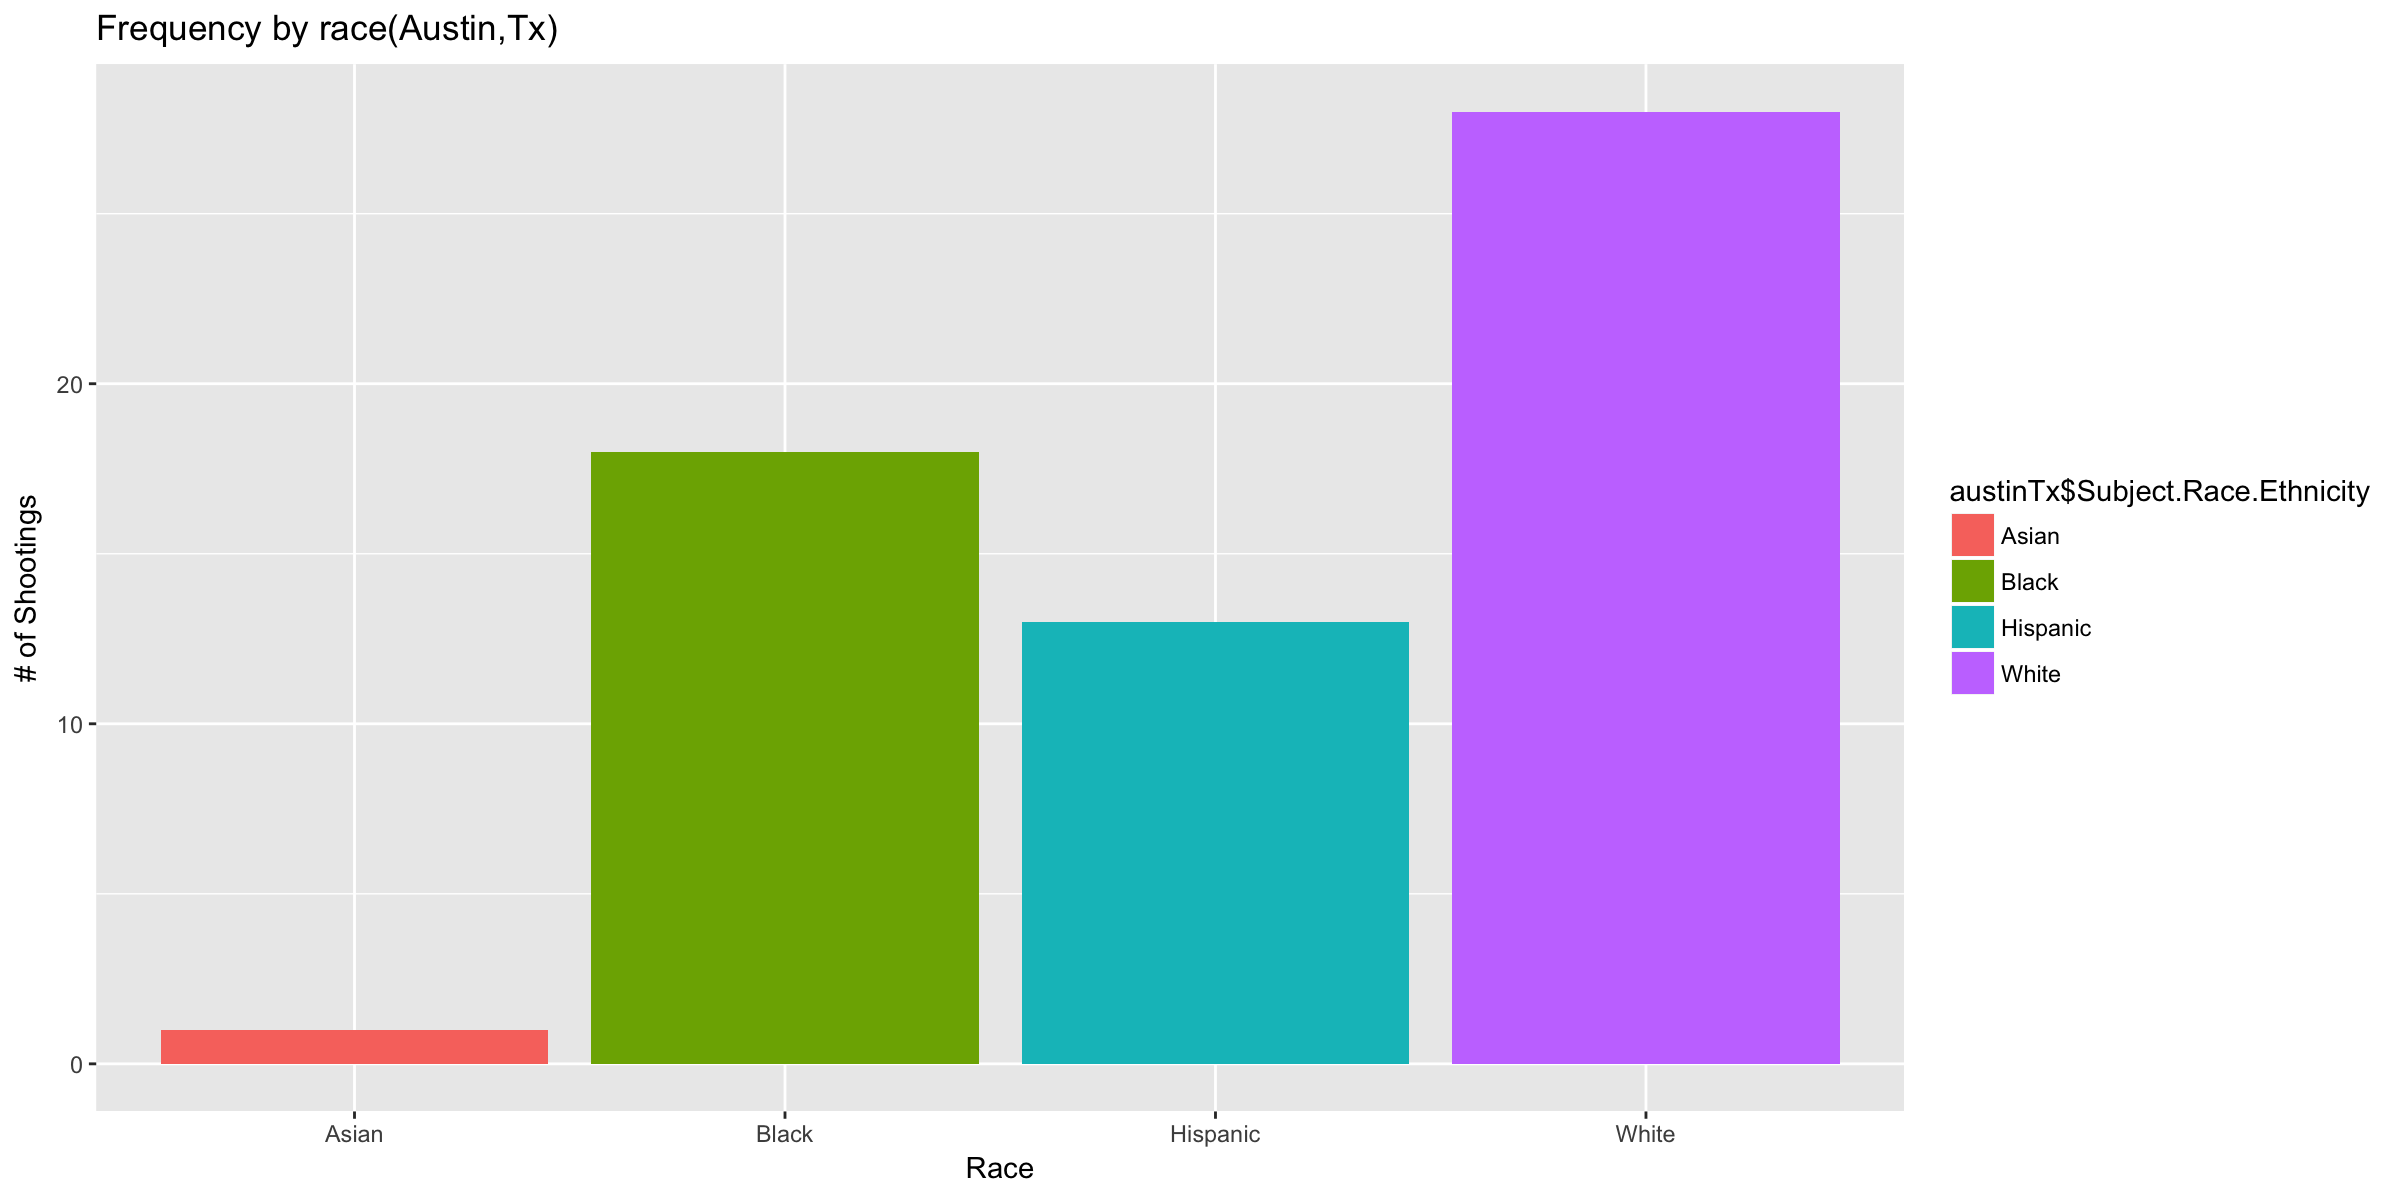 Frequency by race(Austin,Tx)
# of Shootings
20
10
0
Asian
Black
Hispanic
White
Race
austinTx$Subject.Race.Ethnicity
Asian
Black
Hispanic
White